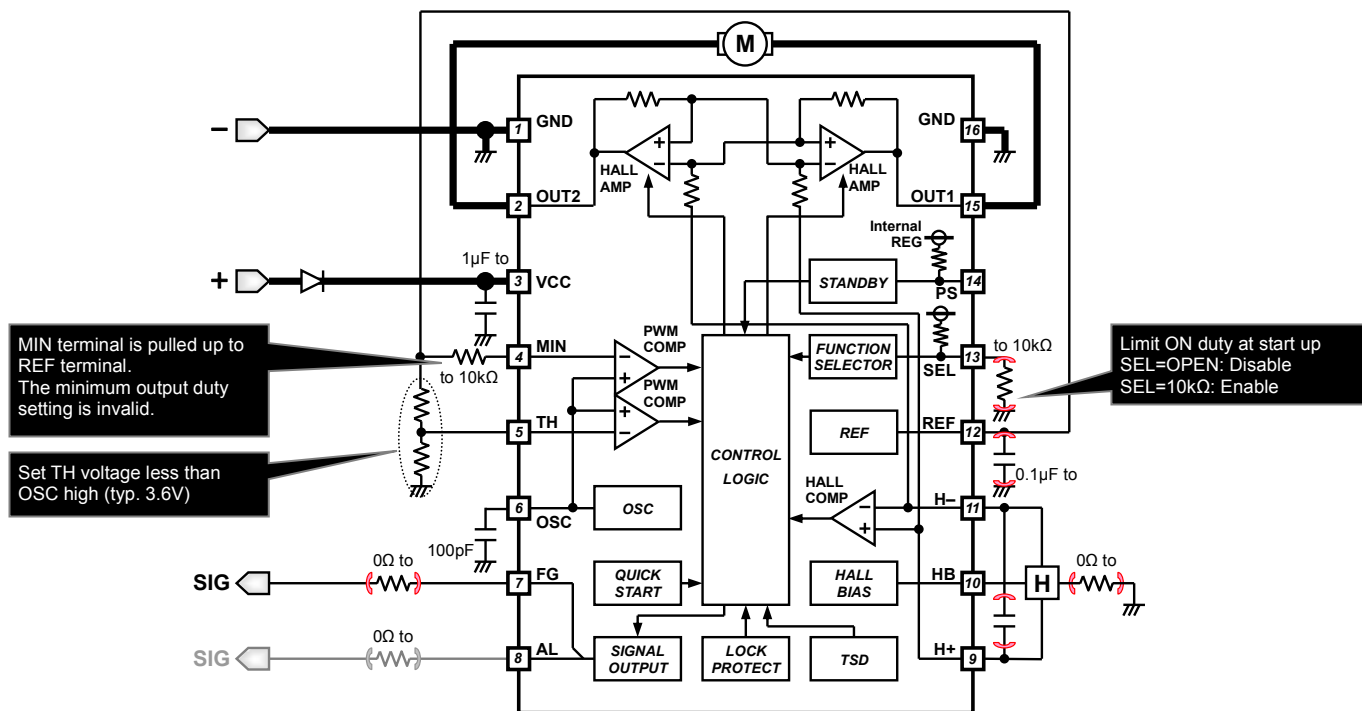 M
−
1
GND
GND
16
HALL
AMP
HALL
AMP
2
OUT2
OUT1
15
Internal
REG
1µF to
+
3
VCC
STANDBY
PS
14
MIN terminal is pulled up to
REF terminal.
The minimum output duty
setting is invalid.
to 10kΩ
4
MIN
PWM
COMP
PWM
COMP
FUNCTION
SELECTOR
SEL
13
to 10kΩ
Limit ON duty at start up
SEL=OPEN: Disable
SEL=10kΩ: Enable
5
TH
REF
REF
12
CONTROL
LOGIC
0.1µF to
Set TH voltage less than
OSC high (typ. 3.6V)
6
OSC
OSC
HALL
COMP
H–
11
100pF
SIG
0Ω to
7
FG
QUICK
START
HALL
BIAS
HB
10
H
0Ω to
SIG
0Ω to
8
AL
SIGNAL
OUTPUT
LOCK
PROTECT
TSD
H+
9
+
−
+
−
−
+
+
−
−
+